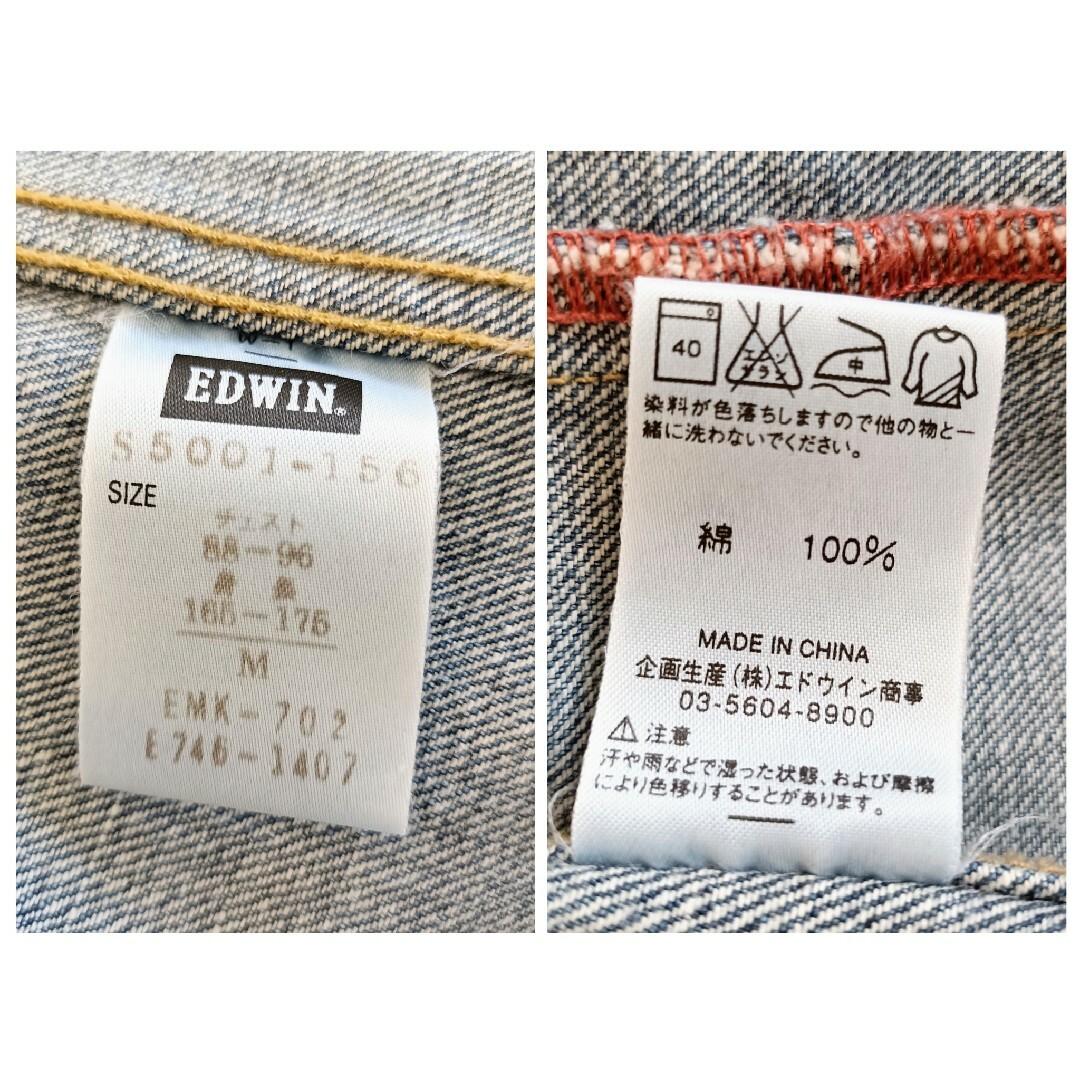 EDWIN®
S5001-156
SIZE
チェスト
88-96
身長
165-175
M
EMK-702
E746-1407
40
エンソ
サラシ
中
染料が色落ちしますので他の物と一
緒に洗わないでください。
綿 100%
MADE IN CHINA
企画生産(株)エドウイン商事
03-5604-8900
⚠注意
汗や雨などで湿った状態、および摩擦
により色移りすることがあります。